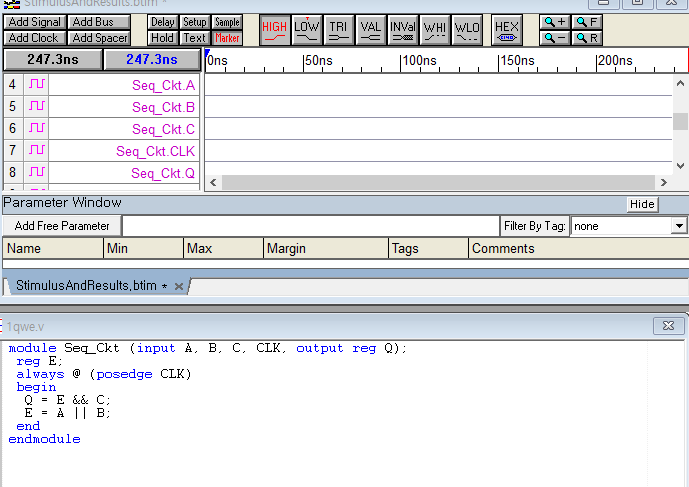 StimulusAndResults.btim *
Add Signal Add Bus Delay Setup Sample HIGH LOW TRI VAL INVal WHI WLO HEX + F
Add Clock Add Spacer Hold Text Marker - R
247.3ns 247.3ns 0ns 50ns 100ns 150ns 200ns
4 Seq_Ckt.A
5 Seq_Ckt.B
6 Seq_Ckt.C
7 Seq_Ckt.CLK
8 Seq_Ckt.Q
Parameter Window Hide
Add Free Parameter Filter By Tag: none
Name Min Max Margin Tags Comments
StimulusAndResults.btim *
1qwe.v
module Seq_Ckt (input A, B, C, CLK, output reg Q);
reg E;
always @ (posedge CLK)
begin
Q = E && C;
E = A || B;
end
endmodule